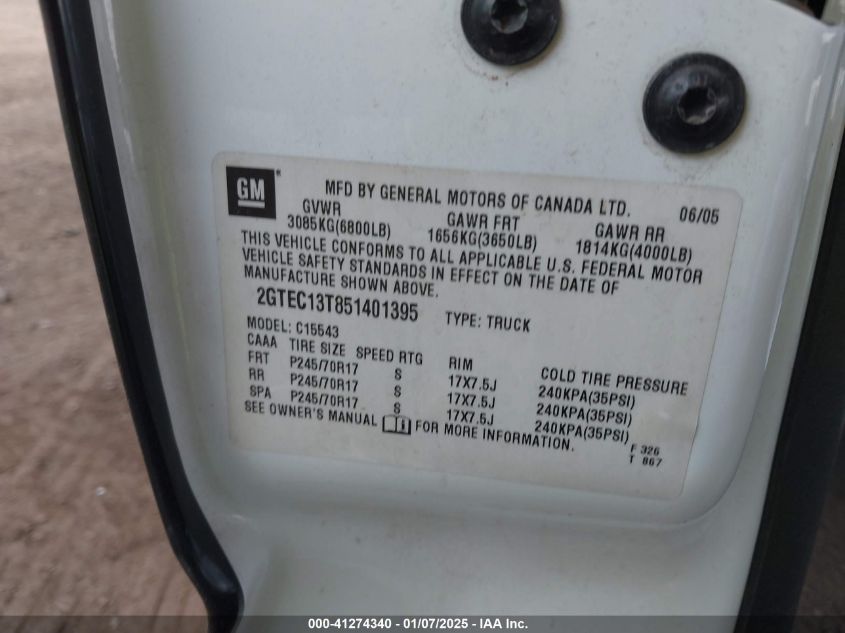 GM ® MFD BY GENERAL MOTORS OF CANADA LTD. 06/05
GVWR GAWR FRT GAWR RR
3085KG(6800LB) 1656KG(3650LB) 1814KG(4000LB)
THIS VEHICLE CONFORMS TO ALL APPLICABLE U.S. FEDERAL MOTOR
VEHICLE SAFETY STANDARDS IN EFFECT ON THE DATE OF
MANUFACTURE SHOWN ABOVE.
2GTEC13T851401395 TYPE: TRUCK
MODEL: C15543
CAAA TIRE SIZE SPEED RTG RIM COLD TIRE PRESSURE
FRT P245/70R17 S 17X7.5J 240KPA(35PSI)
RR P245/70R17 S 17X7.5J 240KPA(35PSI)
SPA P245/70R17 S 17X7.5J 240KPA(35PSI)
SEE OWNER'S MANUAL FOR MORE INFORMATION.
F 326
T 867
000-41274340 - 01/07/2025 - IAA Inc.